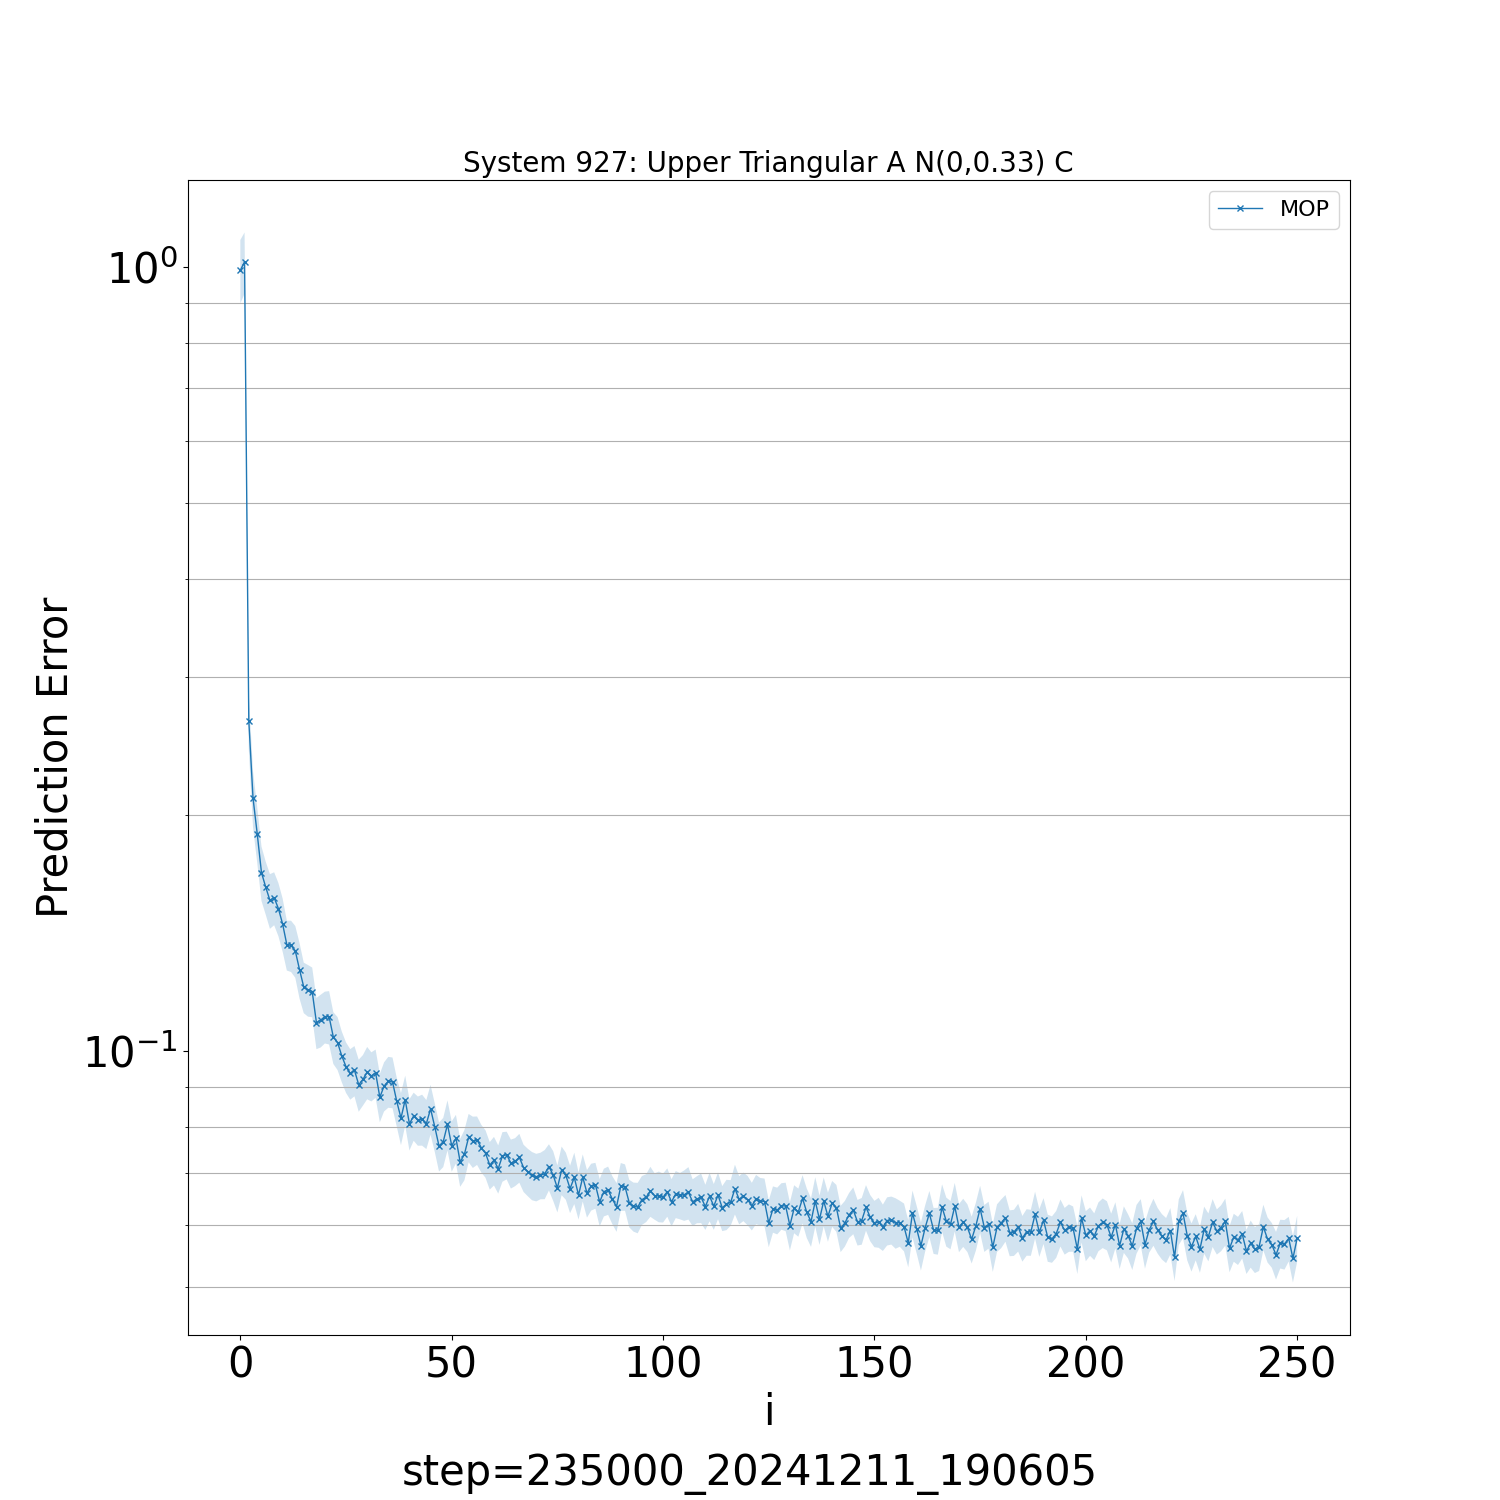 System 927: Upper Triangular A N(0,0.33) C
MOP
10⁰
10⁻¹
Prediction Error
0 50 100 150 200 250
i
step=235000_20241211_190605